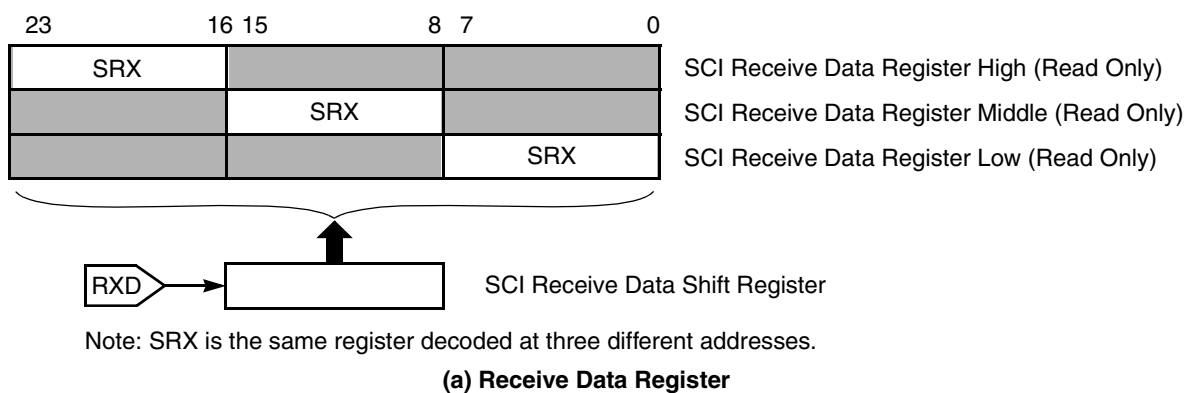 23 16 15 8 7 0
SRX SCI Receive Data Register High (Read Only)
SRX SCI Receive Data Register Middle (Read Only)
SRX SCI Receive Data Register Low (Read Only)
RXD SCI Receive Data Shift Register
Note: SRX is the same register decoded at three different addresses.
(a) Receive Data Register